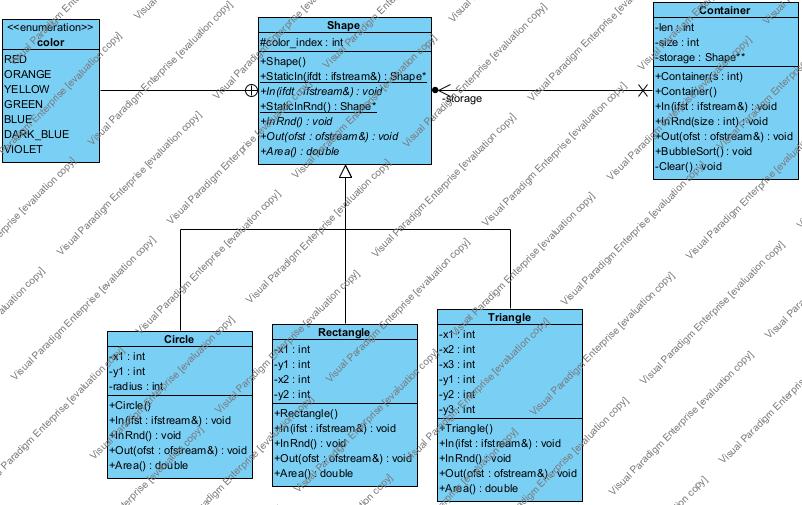 <<enumeration>>
color
RED
ORANGE
YELLOW
GREEN
BLUE
DARK_BLUE
VIOLET
Shape
#color_index : int
+Shape()
+StaticIn(ifdt : ifstream&) : Shape*
+In(ifdt : ifstream&) : void
+StaticInRnd() : Shape*
+InRnd() : void
+Out(ofst : ofstream&) : void
+Area() : double
-storage
Container
-len : int
-size : int
-storage : Shape**
+Container(s : int)
+Container()
+In(ifst : ifstream&) : void
+InRnd(size : int) : void
+Out(ofst : ofstream&) : void
+BubbleSort() : void
-Clear() : void
Circle
-x1 : int
-y1 : int
-radius : int
+Circle()
+In(ifst : ifstream&) : void
+InRnd() : void
+Out(ofst : ofstream&) : void
+Area() : double
Rectangle
-x1 : int
-y1 : int
-x2 : int
-y2 : int
+Rectangle()
+In(ifst : ifstream&) : void
+InRnd() : void
+Out(ofst : ofstream&) : void
+Area() : double
Triangle
-x1 : int
-x2 : int
-x3 : int
-y1 : int
-y2 : int
-y3 : int
+Triangle()
+In(ifst : ifstream&) : void
+InRnd() : void
+Out(ofst : ofstream&) : void
+Area() : double
Visual Paradigm Enterprise [evaluation copy]